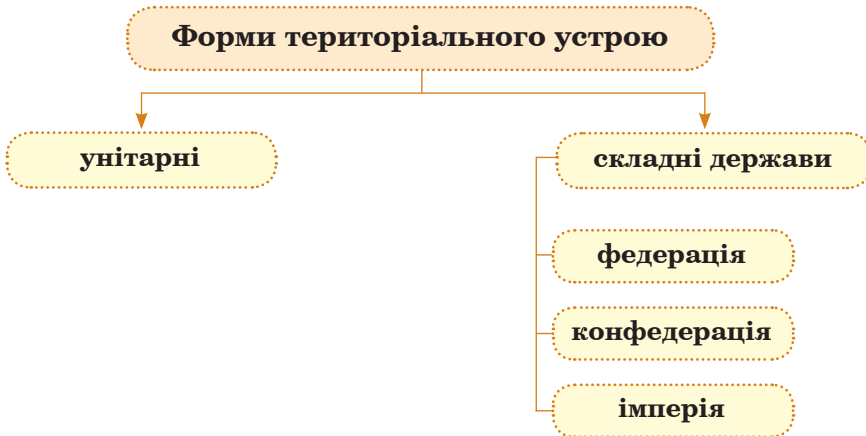 Форми територіального устрою
унітарні
складні держави
федерація
конфедерація
імперія